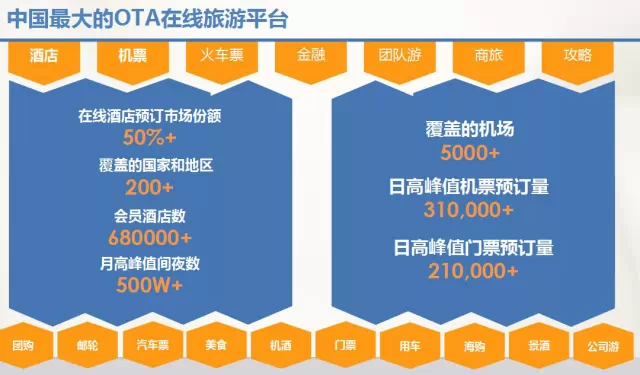 中国最大的OTA在线旅游平台
酒店
机票
火车票
金融
团队游
商旅
攻略
在线酒店预订市场份额
50%+
覆盖的国家和地区
200+
会员酒店数
680000+
月高峰值间夜数
500W+
覆盖的机场
5000+
日高峰值机票预订量
310,000+
日高峰值门票预订量
210,000+
团购
邮轮
汽车票
美食
机酒
门票
用车
海购
景酒
公司游